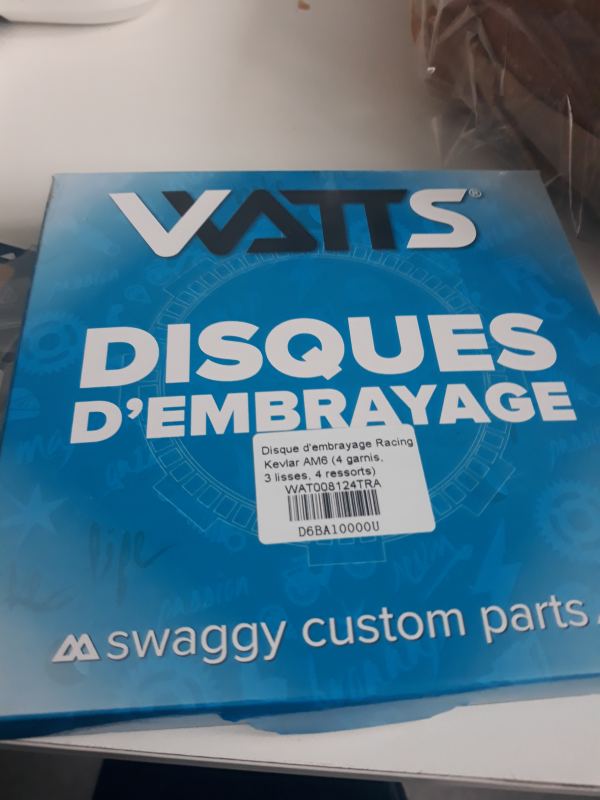 WATTS®
DISQUES
D'EMBRAYAGE
Disque d'embrayage Racing
Kevlar AM6 (4 garnis,
3 lisses, 4 ressorts)
WAT008124TRA
D6BA10000U
life
swaggy custom parts